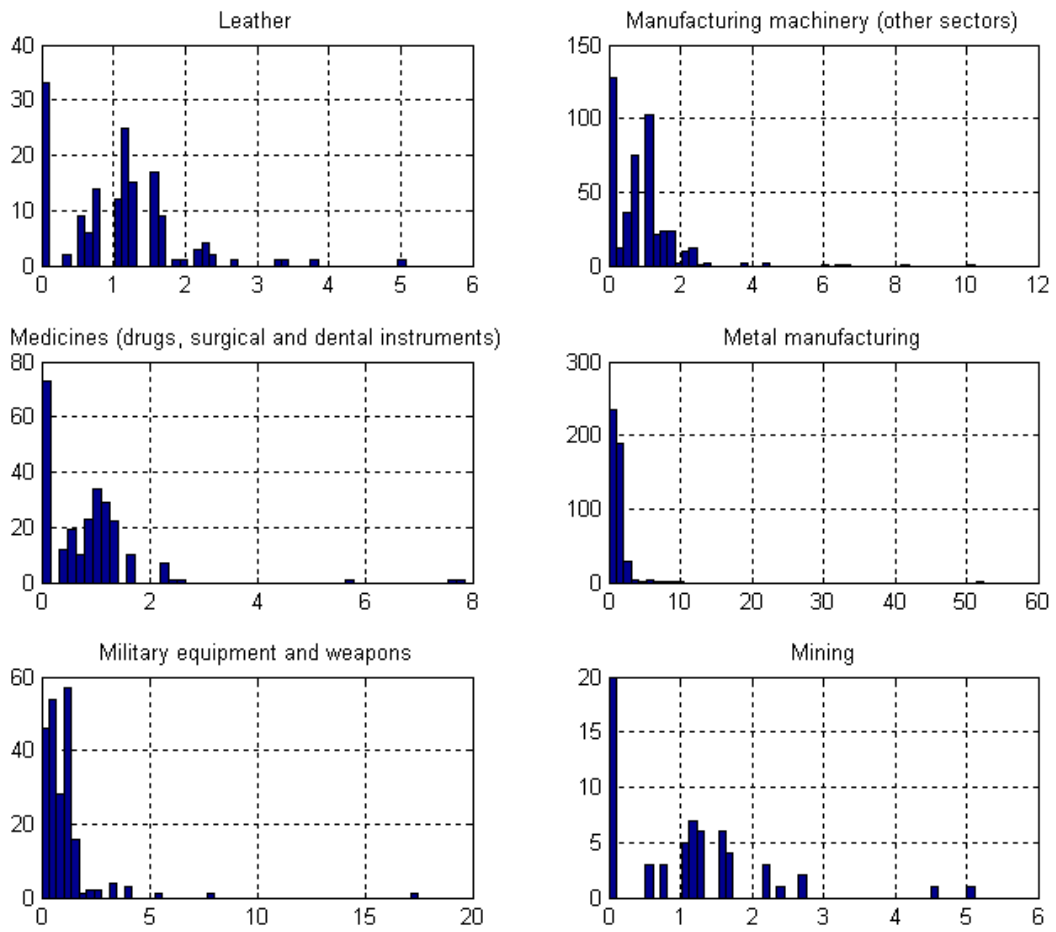 Leather
40
30
20
10
0
0 1 2 3 4 5 6
Manufacturing machinery (other sectors)
150
100
50
0
0 2 4 6 8 10 12
Medicines (drugs, surgical and dental instruments)
80
60
40
20
0
0 2 4 6 8
Metal manufacturing
300
200
100
0
0 10 20 30 40 50 60
Military equipment and weapons
60
40
20
0
0 5 10 15 20
Mining
20
15
10
5
0
0 1 2 3 4 5 6